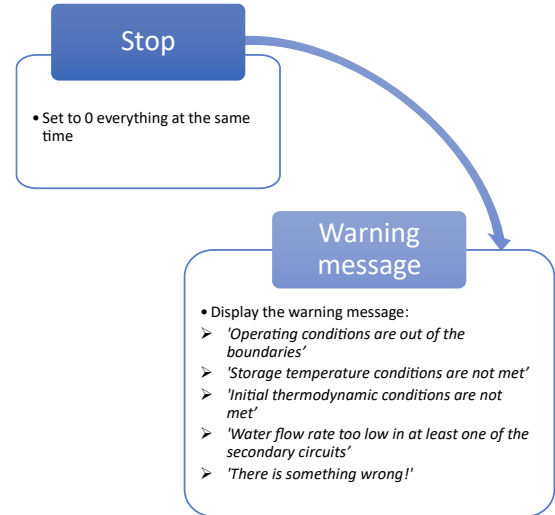 Stop
• Set to 0 everything at the same
time
Warning
message
• Display the warning message:
➢ 'Operating conditions are out of the
boundaries’
➢ 'Storage temperature conditions are not met’
➢ 'Initial thermodynamic conditions are not
met’
➢ 'Water flow rate too low in at least one of the
secondary circuits’
➢ 'There is something wrong!'